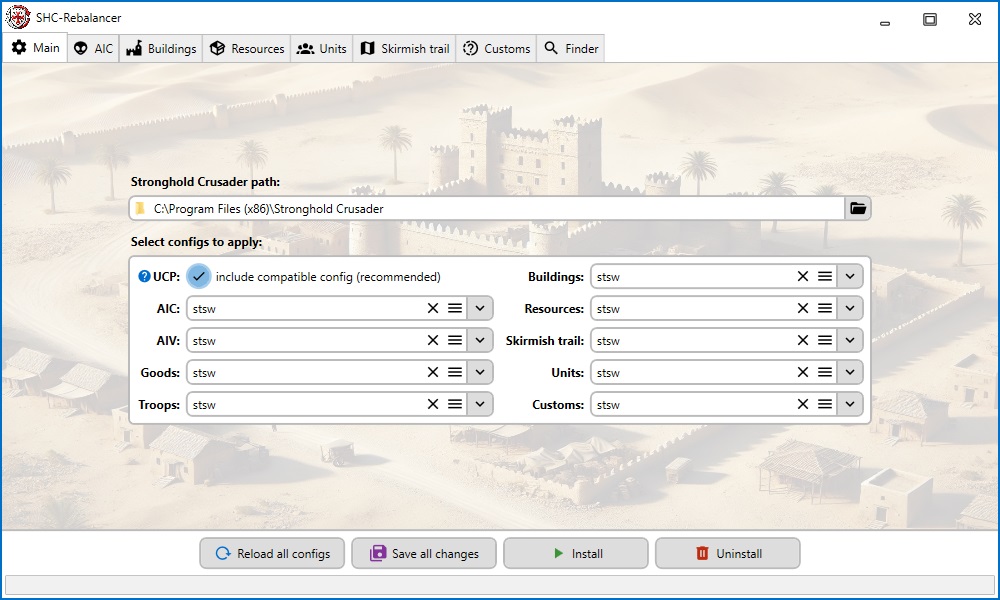 SHC-Rebalancer
Main AIC Buildings Resources Units Skirmish trail Customs Finder
Stronghold Crusader path:
C:\Program Files (x86)\Stronghold Crusader
Select configs to apply:
? UCP: include compatible config (recommended)
AIC: stsw
AIV: stsw
Goods: stsw
Troops: stsw
Buildings: stsw
Resources: stsw
Skirmish trail: stsw
Units: stsw
Customs: stsw
Reload all configs Save all changes Install Uninstall